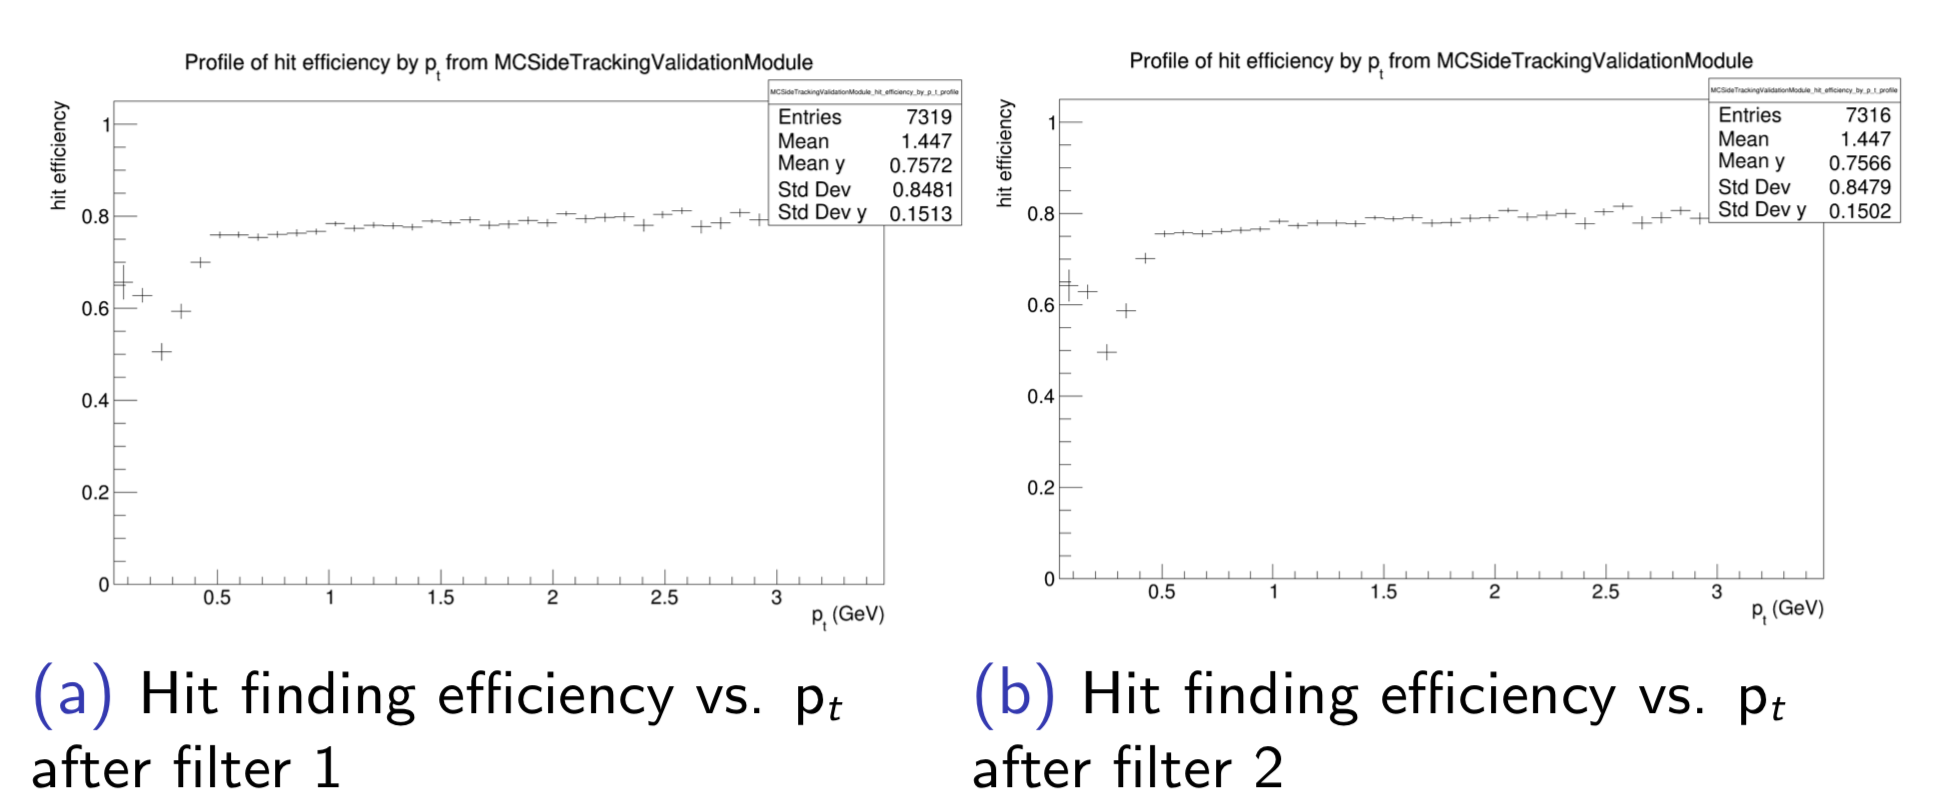 Profile of hit efficiency by p_t from MCSideTrackingValidationModule
MCSideTrackingValidationModule_hit_efficiency_by_p_t_profile
Entries 7319
Mean 1.447
Mean y 0.7572
Std Dev 0.8481
Std Dev y 0.1513
hit efficiency
1
0.8
0.6
0.4
0.2
0
0.5 1 1.5 2 2.5 3
p_t (GeV)
(a) Hit finding efficiency vs. p_t
after filter 1
Profile of hit efficiency by p_t from MCSideTrackingValidationModule
MCSideTrackingValidationModule_hit_efficiency_by_p_t_profile
Entries 7316
Mean 1.447
Mean y 0.7566
Std Dev 0.8479
Std Dev y 0.1502
hit efficiency
1
0.8
0.6
0.4
0.2
0
0.5 1 1.5 2 2.5 3
p_t (GeV)
(b) Hit finding efficiency vs. p_t
after filter 2